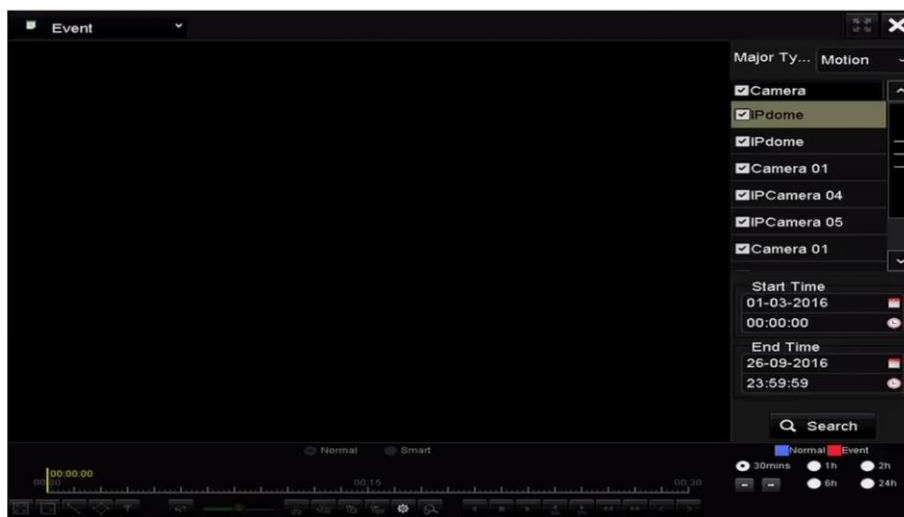 Event
Major Ty... Motion
Camera
IPdome
IPdome
Camera 01
IPCamera 04
IPCamera 05
Camera 01
Start Time
01-03-2016
00:00:00
End Time
26-09-2016
23:59:59
Search
Normal Smart
Normal Event
00:00:00
00:15 00:30
30mins 1h 2h
6h 24h